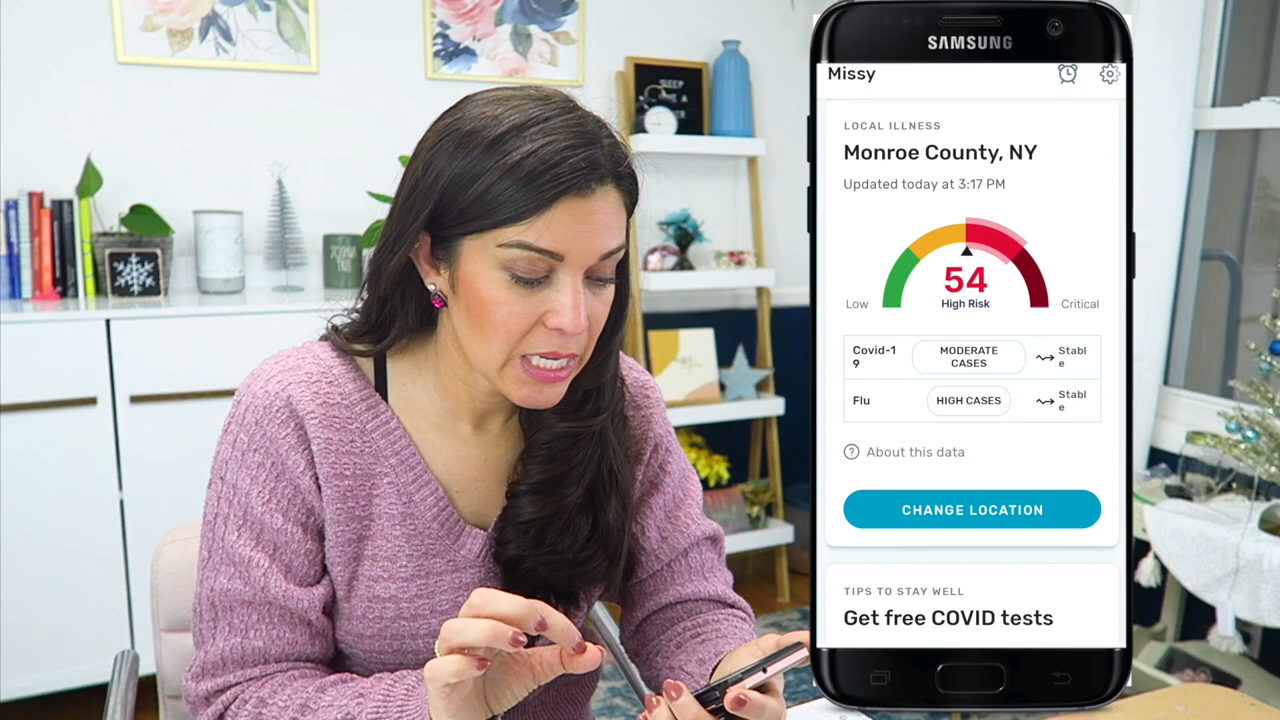 SLEEP
SAMSUNG
Missy
LOCAL ILLNESS
Monroe County, NY
Updated today at 3:17 PM
54
High Risk
Low
Critical
Covid-1
9
MODERATE
CASES
Stabl
e
Flu
HIGH CASES
Stabl
e
About this data
CHANGE LOCATION
TIPS TO STAY WELL
Get free COVID tests